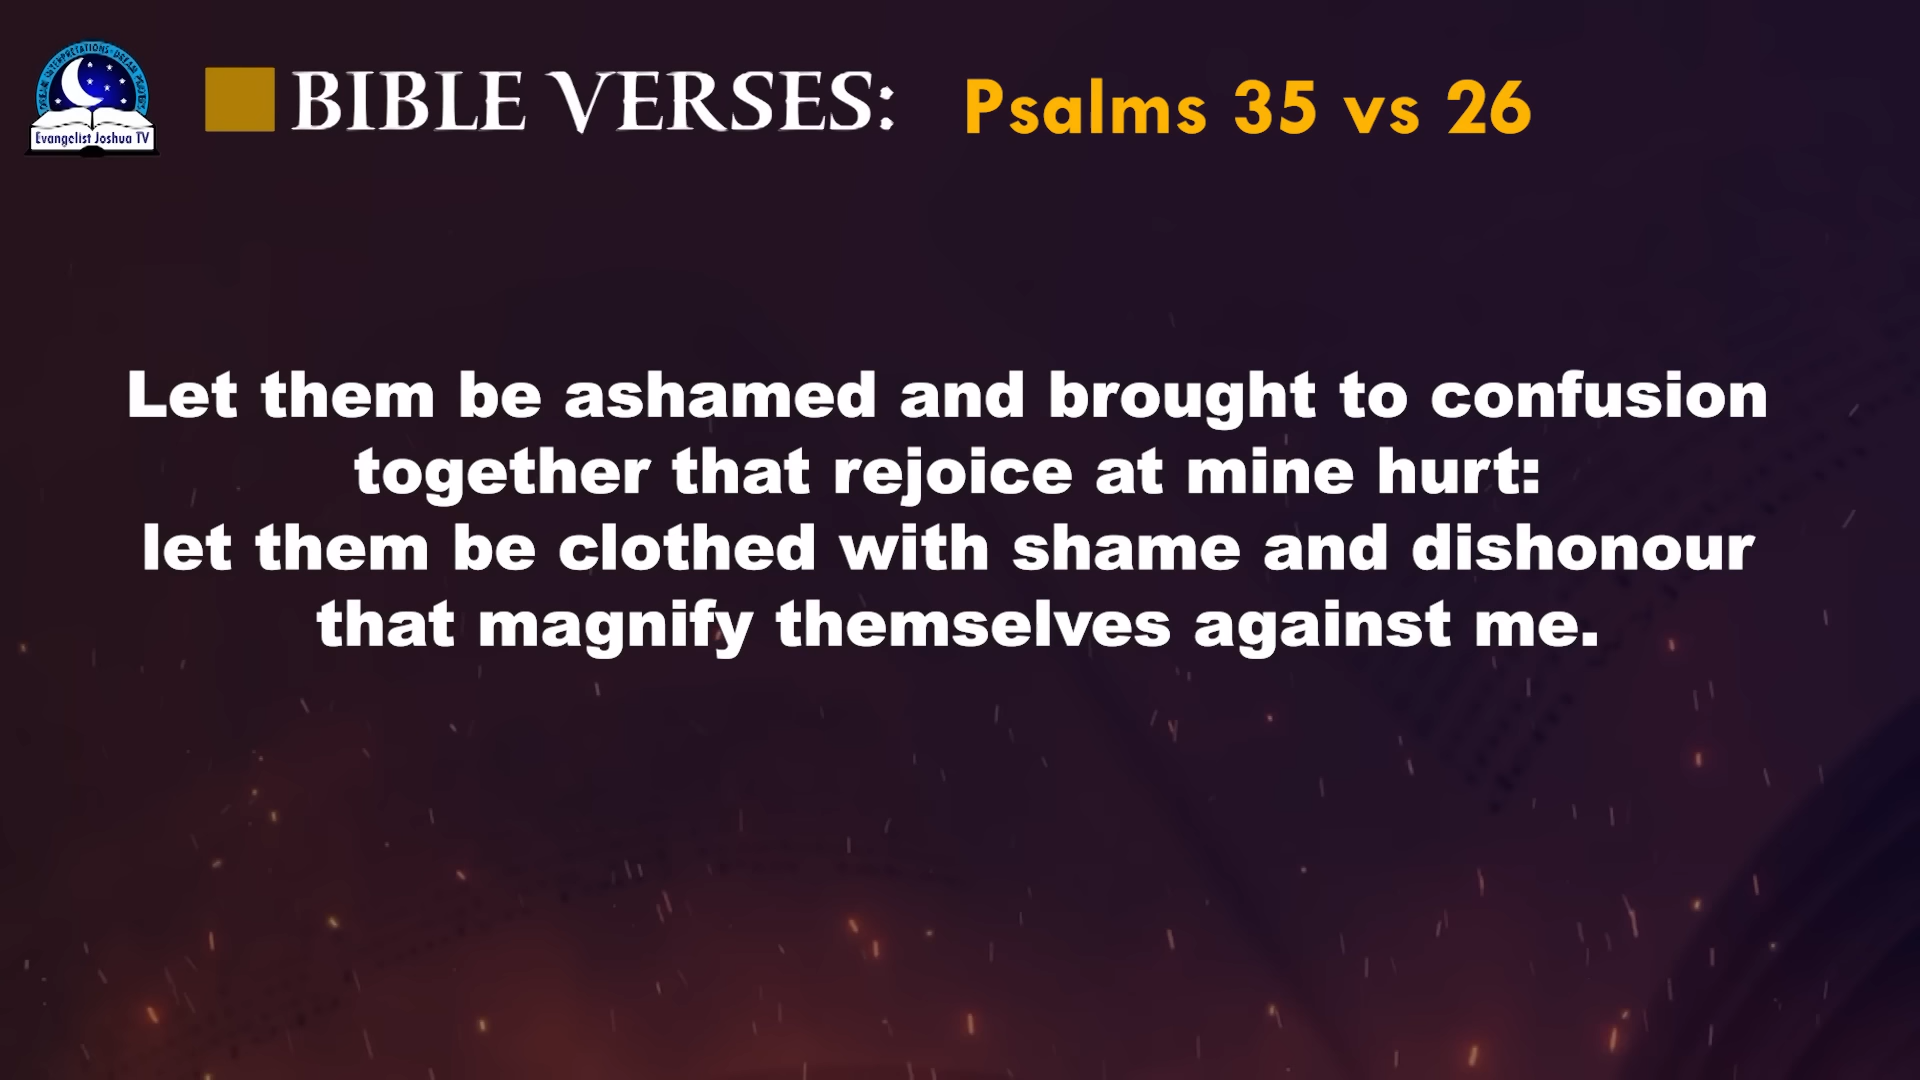 Evangelist Joshua TV
BIBLE VERSES: Psalms 35 vs 26
Let them be ashamed and brought to confusion
together that rejoice at mine hurt:
let them be clothed with shame and dishonour
that magnify themselves against me.